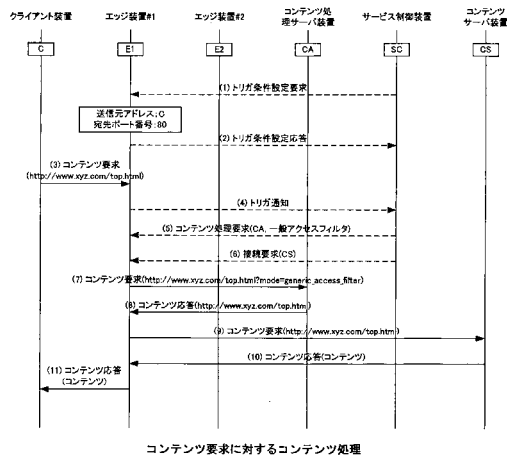 クライアント装置
エッジ装置#1
エッジ装置#2
コンテンツ処
理サーバ装置
サービス制御装置
コンテンツ
サーバ装置
C
E1
E2
CA
SC
CS
(1)トリガ条件設定要求
送信元アドレス:C
宛先ポート番号:80
(2)トリガ条件設定応答
(3)コンテンツ要求
(http://www.xyz.com/top.html)
(4)トリガ通知
(5)コンテンツ処理要求(CA, 一般アクセスフィルタ)
(6)接続要求(CS)
(7)コンテンツ要求(http://www.xyz.com/top.html?mode=generic_access_filter)
(8)コンテンツ応答(http://www.xyz.com/top.html)
(9)コンテンツ要求(http://www.xyz.com/top.html)
(10)コンテンツ応答(コンテンツ)
(11)コンテンツ応答
(コンテンツ)
コンテンツ要求に対するコンテンツ処理